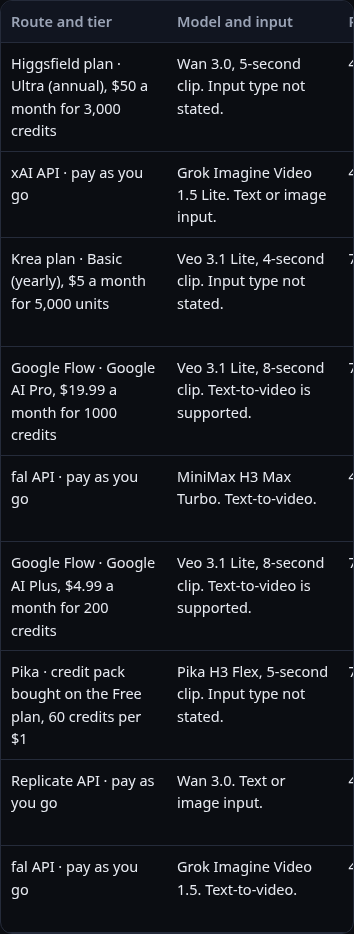 Route and tier
Model and input
Higgsfield plan ·
Ultra (annual), $50 a
month for 3,000
credits
Wan 3.0, 5-second
clip. Input type not
stated.
xAI API · pay as you
go
Grok Imagine Video
1.5 Lite. Text or image
input.
Krea plan · Basic
(yearly), $5 a month
for 5,000 units
Veo 3.1 Lite, 4-second
clip. Input type not
stated.
Google Flow · Google
AI Pro, $19.99 a
month for 1000
credits
Veo 3.1 Lite, 8-second
clip. Text-to-video is
supported.
fal API · pay as you
go
MiniMax H3 Max
Turbo. Text-to-video.
Google Flow · Google
AI Plus, $4.99 a
month for 200
credits
Veo 3.1 Lite, 8-second
clip. Text-to-video is
supported.
Pika · credit pack
bought on the Free
plan, 60 credits per
$1
Pika H3 Flex, 5-second
clip. Input type not
stated.
Replicate API · pay as
you go
Wan 3.0. Text or
image input.
fal API · pay as you
go
Grok Imagine Video
1.5. Text-to-video.